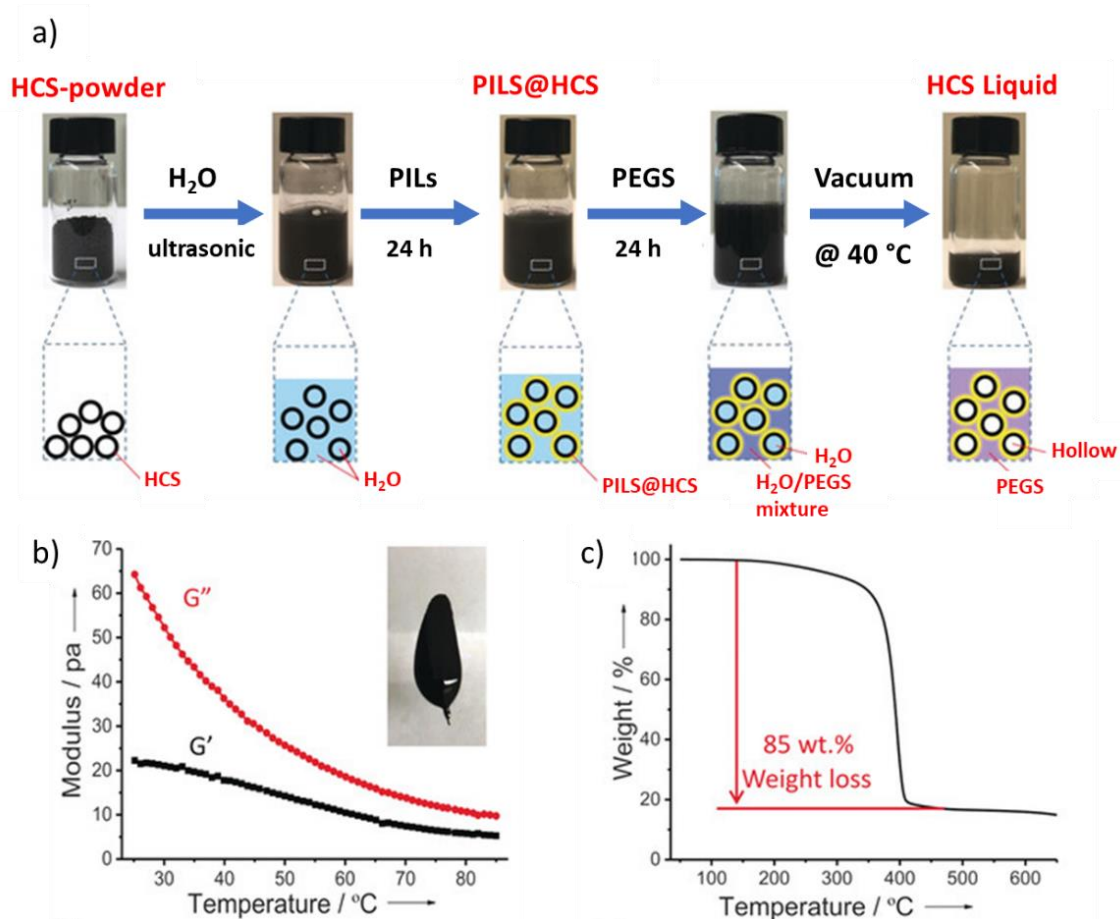 a)
HCS-powder
PILS@HCS
HCS Liquid
H₂O
ultrasonic
PILs
24 h
PEGS
24 h
Vacuum
@ 40 °C
HCS
H₂O
PILS@HCS
H₂O
H₂O/PEGS
mixture
Hollow
PEGS
b)
70
60
50
40
30
20
10
0
Modulus / pa
G″
G′
30
40
50
60
70
80
Temperature / ºC
c)
100
80
60
40
20
0
Weight / %
85 wt.%
Weight loss
100
200
300
400
500
600
Temperature / ºC